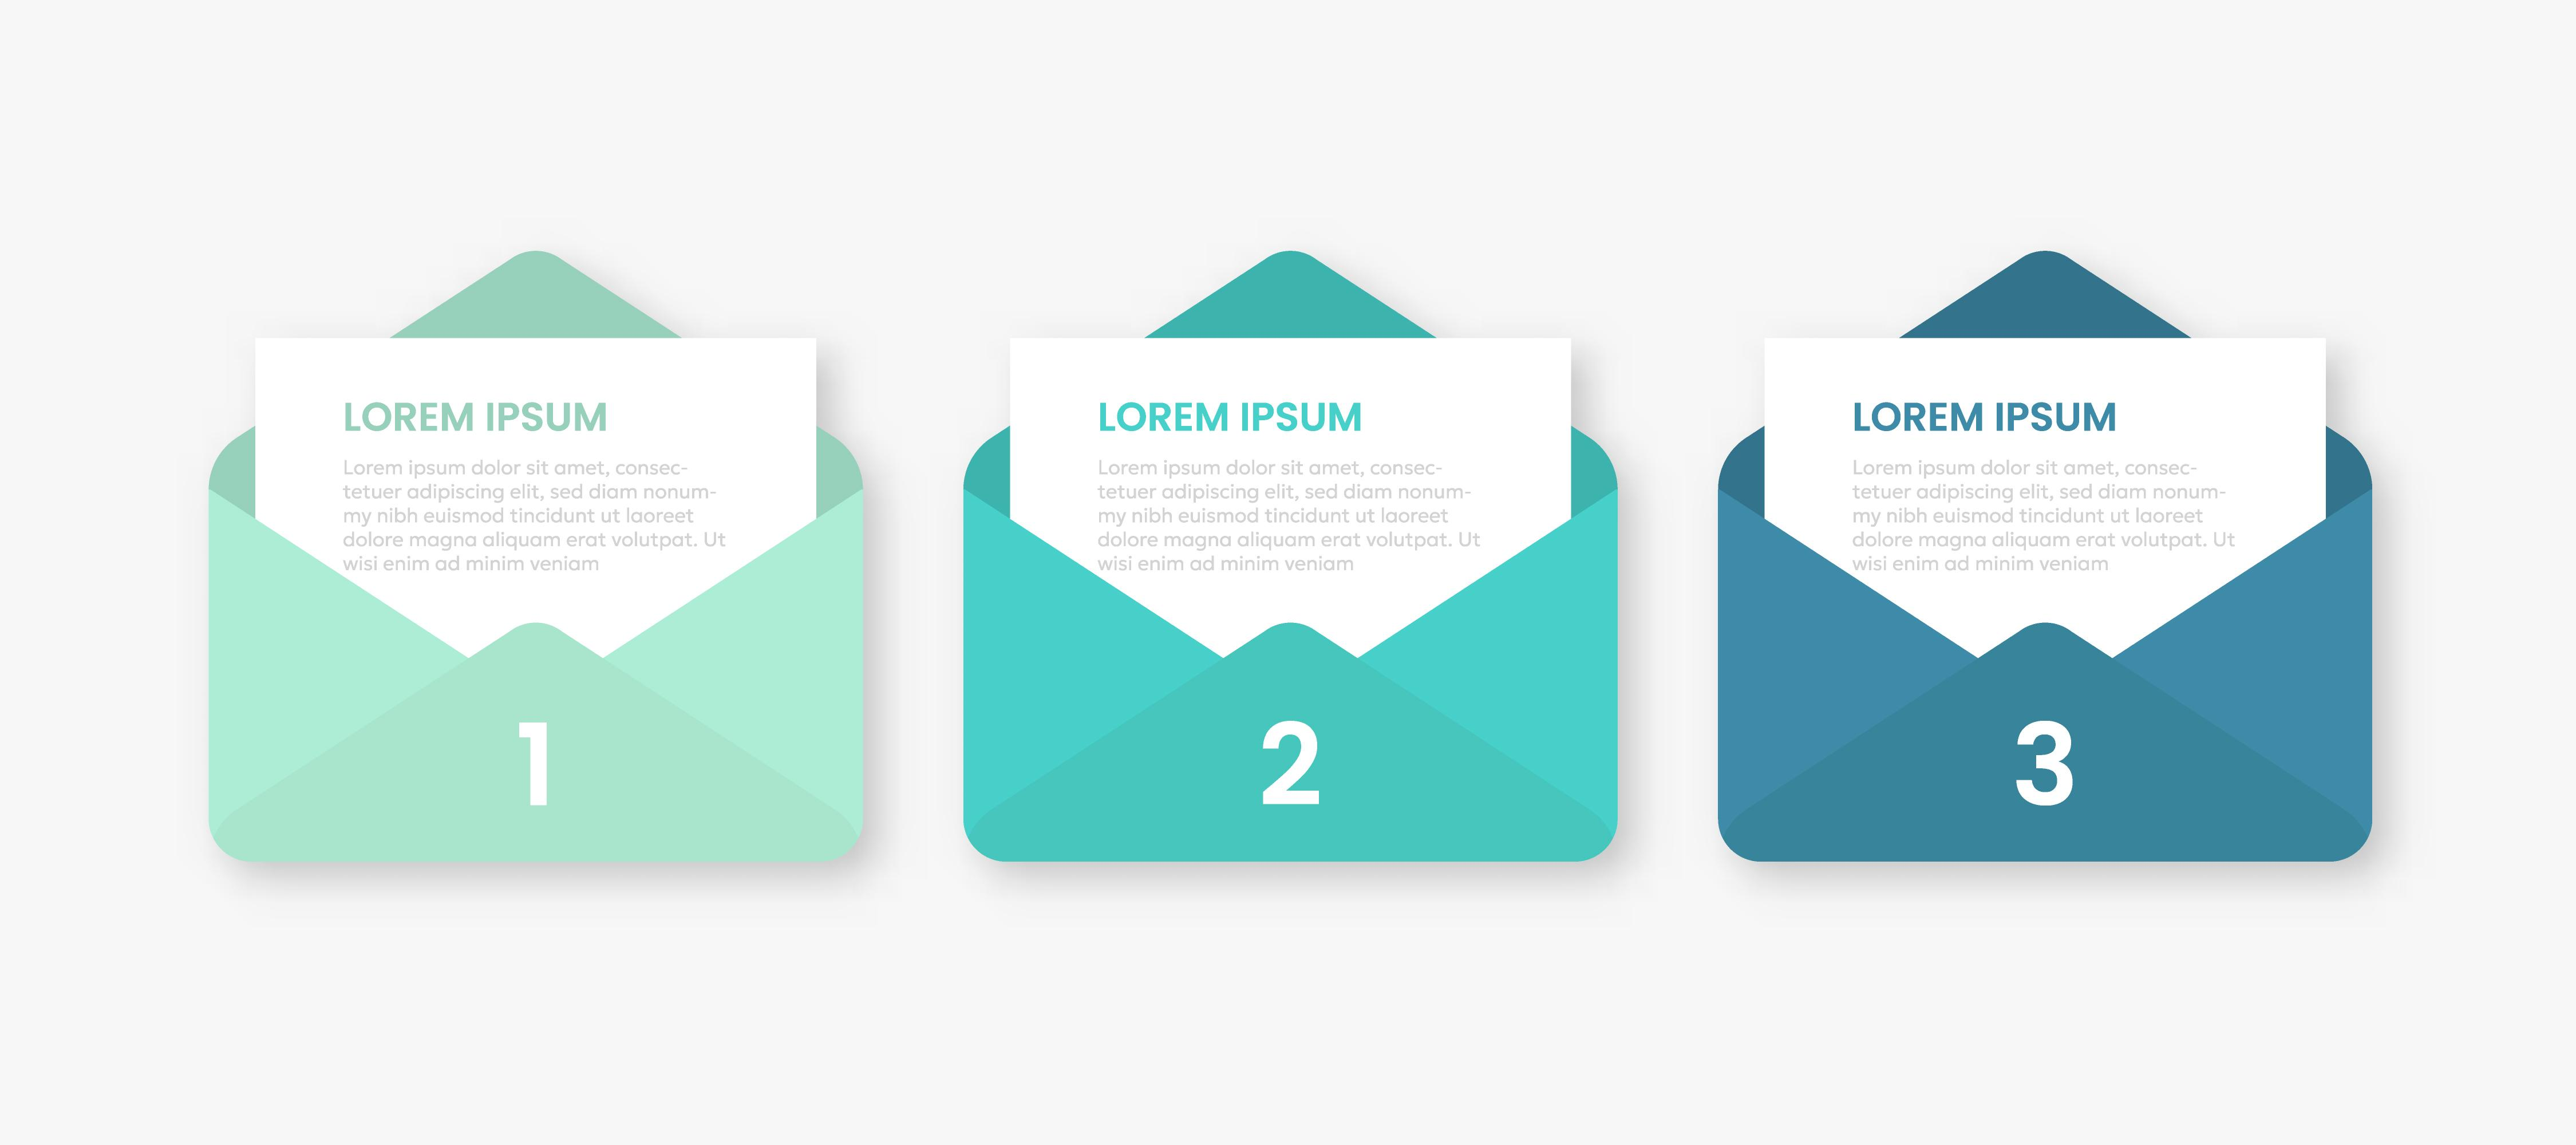 LOREM IPSUM
Lorem ipsum dolor sit amet, consec-
tetuer adipiscing elit, sed diam nonum-
my nibh euismod tincidunt ut laoreet
dolore magna aliquam erat volutpat. Ut
wisi enim ad minim veniam
1
LOREM IPSUM
Lorem ipsum dolor sit amet, consec-
tetuer adipiscing elit, sed diam nonum-
my nibh euismod tincidunt ut laoreet
dolore magna aliquam erat volutpat. Ut
wisi enim ad minim veniam
2
LOREM IPSUM
Lorem ipsum dolor sit amet, consec-
tetuer adipiscing elit, sed diam nonum-
my nibh euismod tincidunt ut laoreet
dolore magna aliquam erat volutpat. Ut
wisi enim ad minim veniam
3